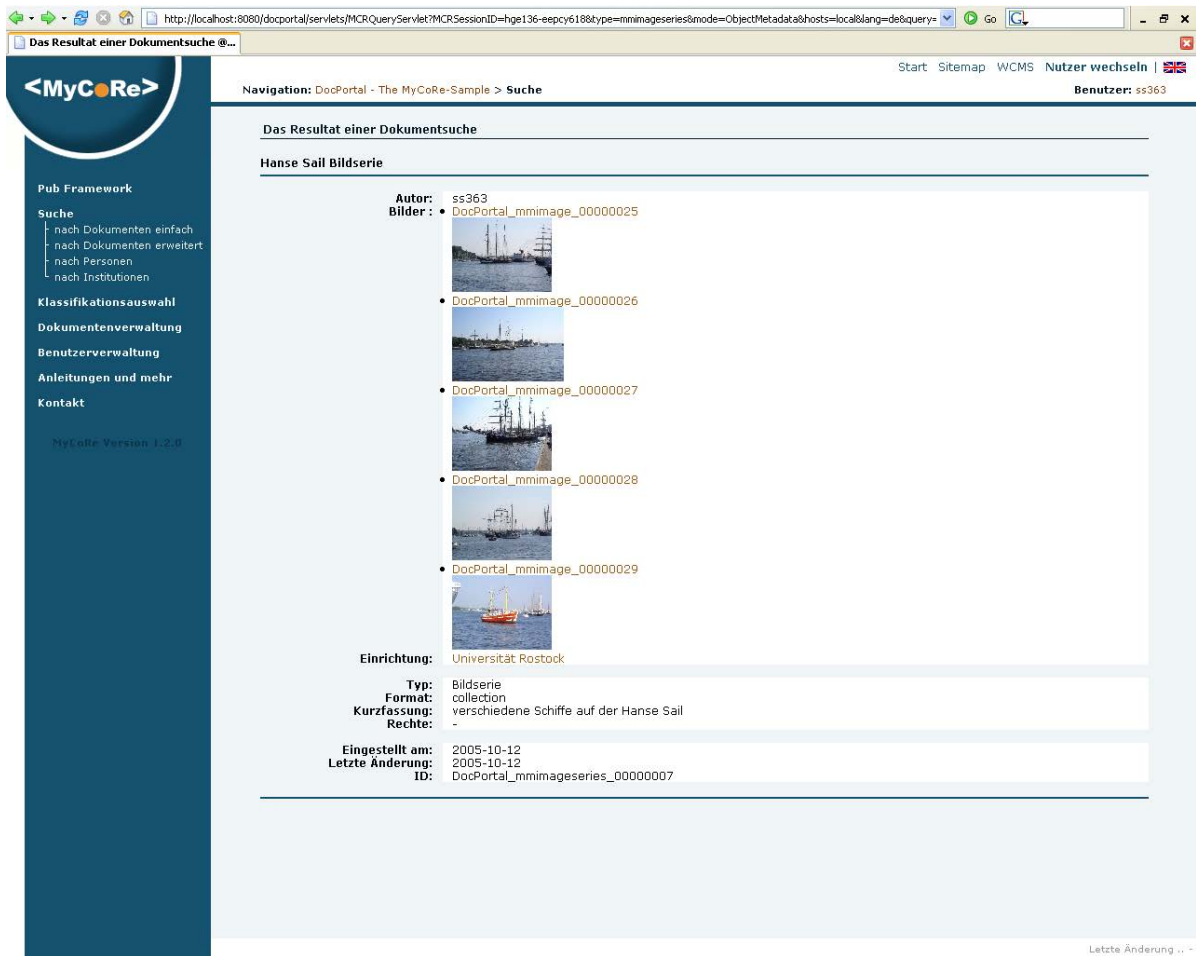 http://localhost:8080/docportal/servlets/MCRQueryServlet?MCRSessionID=hge136-eepcy618&type=mmimageseries&mode=ObjectMetadata&hosts=local&lang=de&query=
Go
Das Resultat einer Dokumentsuche @...
<MyCoRe>
Start Sitemap WCMS Nutzer wechseln |
Navigation: DocPortal - The MyCoRe-Sample > Suche
Benutzer: ss363
Pub Framework
Suche
nach Dokumenten einfach
nach Dokumenten erweitert
nach Personen
nach Institutionen
Klassifikationsauswahl
Dokumentenverwaltung
Benutzerverwaltung
Anleitungen und mehr
Kontakt
MyCoRe Version 1.2.0
Das Resultat einer Dokumentsuche
Hanse Sail Bildserie
Autor: ss363
Bilder : • DocPortal_mmimage_00000025
• DocPortal_mmimage_00000026
• DocPortal_mmimage_00000027
• DocPortal_mmimage_00000028
• DocPortal_mmimage_00000029
Einrichtung: Universität Rostock
Typ: Bildserie
Format: collection
Kurzfassung: verschiedene Schiffe auf der Hanse Sail
Rechte: -
Eingestellt am: 2005-10-12
Letzte Änderung: 2005-10-12
ID: DocPortal_mmimageseries_00000007
Letzte Änderung .. -